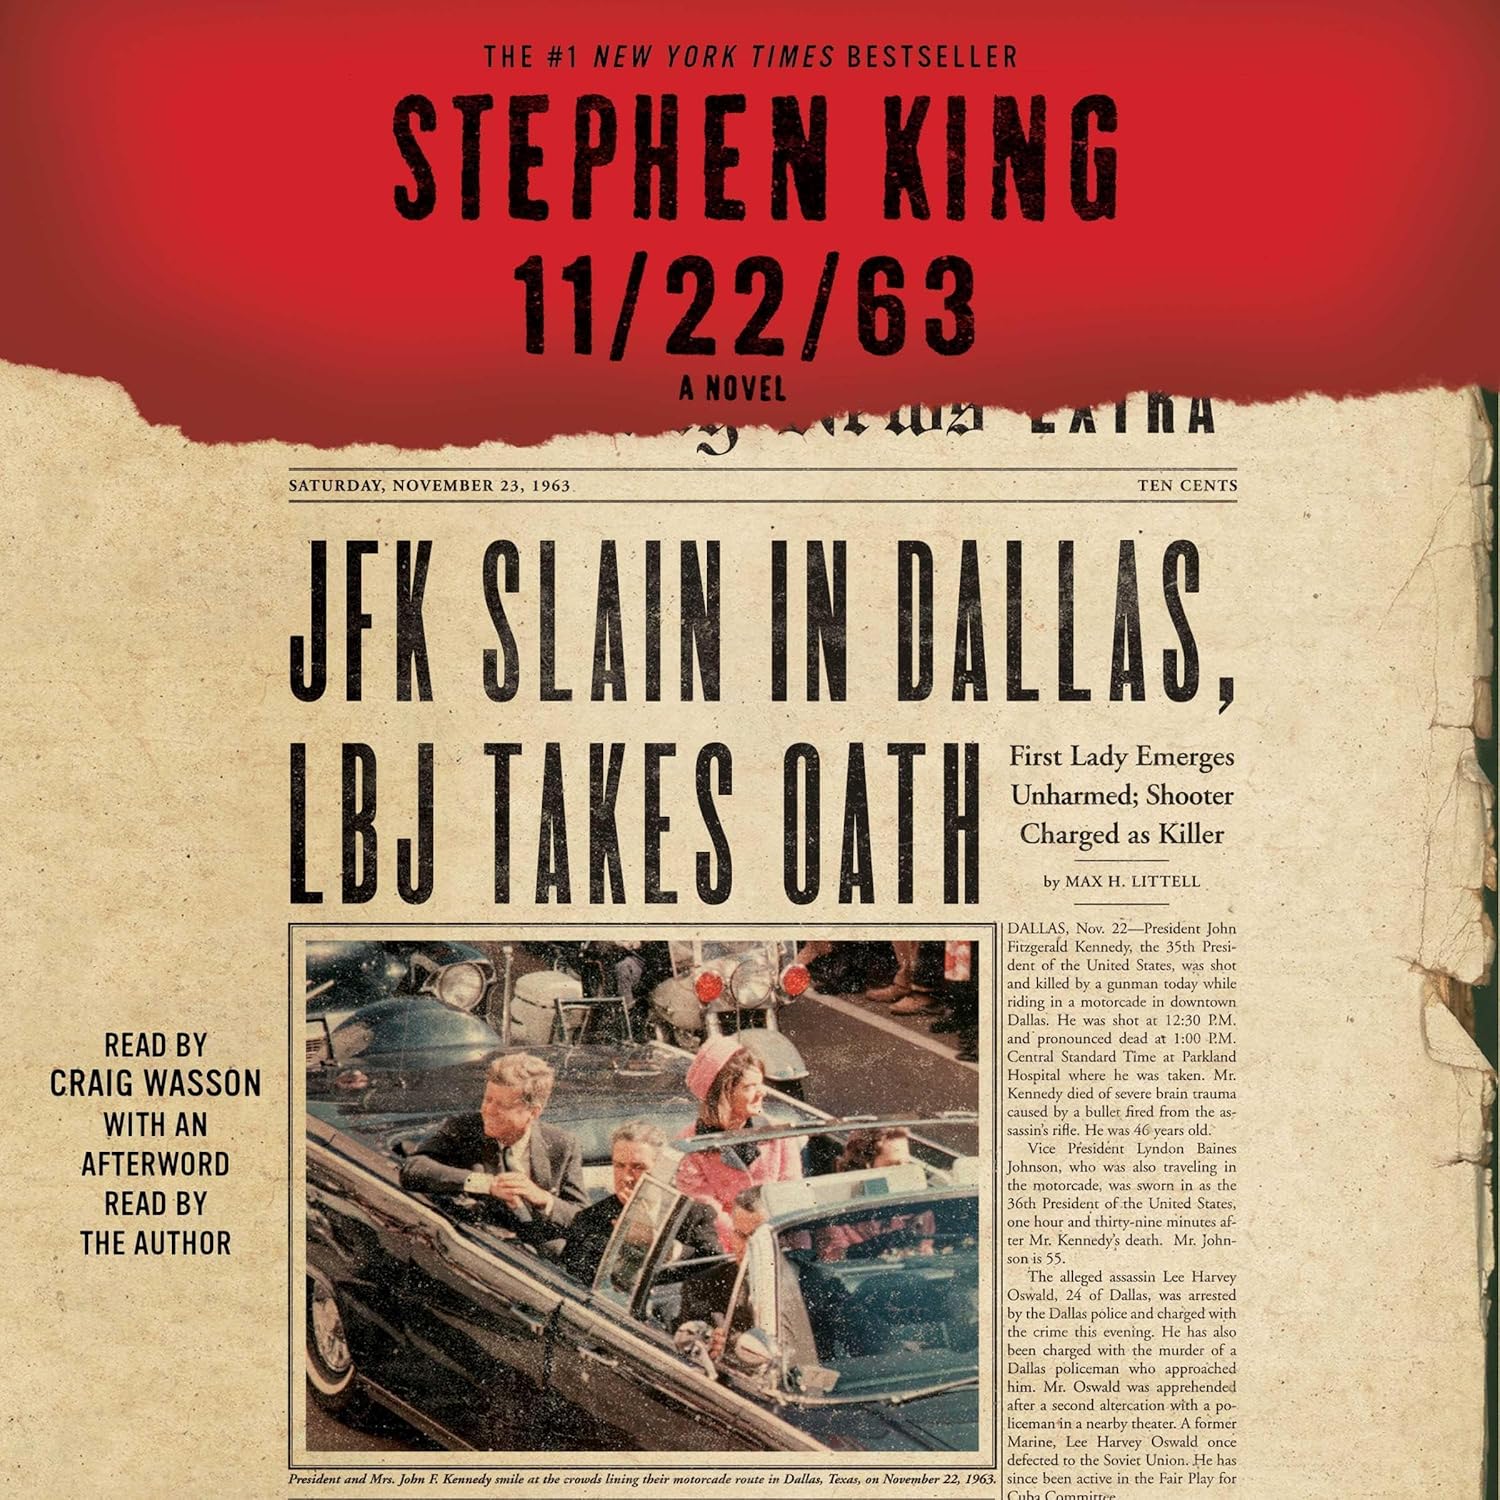 THE #1 NEW YORK TIMES BESTSELLER
STEPHEN KING
11/22/63
A NOVEL
News EXTRA
SATURDAY, NOVEMBER 23, 1963
TEN CENTS
JFK SLAIN IN DALLAS,
LBJ TAKES OATH
First Lady Emerges
Unharmed; Shooter
Charged as Killer
by MAX H. LITTELL
DALLAS, Nov. 22—President John
Fitzgerald Kennedy, the 35th Presi-
dent of the United States, was shot
and killed by a gunman today while
riding in a motorcade in downtown
Dallas. He was shot at 12:30 P.M.
and pronounced dead at 1:00 P.M.
Central Standard Time at Parkland
Hospital where he was taken. Mr.
Kennedy died of severe brain trauma
caused by a bullet fired from the as-
sassin's rifle. He was 46 years old.
Vice President Lyndon Baines
Johnson, who was also traveling in
the motorcade, was sworn in as the
36th President of the United States,
one hour and thirty-nine minutes af-
ter Mr. Kennedy's death. Mr. John-
son is 55.
The alleged assassin Lee Harvey
Oswald, 24 of Dallas, was arrested
by the Dallas police and charged with
the crime this evening. He has also
been charged with the murder of a
Dallas policeman who approached
him. Mr. Oswald was apprehended
after a second altercation with a po-
liceman in a nearby theater. A former
Marine, Lee Harvey Oswald once
defected to the Soviet Union. He has
since been active in the Fair Play for
Cuba Committee
READ BY
CRAIG WASSON
WITH AN
AFTERWORD
READ BY
THE AUTHOR
President and Mrs. John F. Kennedy smile at the crowds lining their motorcade route in Dallas, Texas, on November 22, 1963.